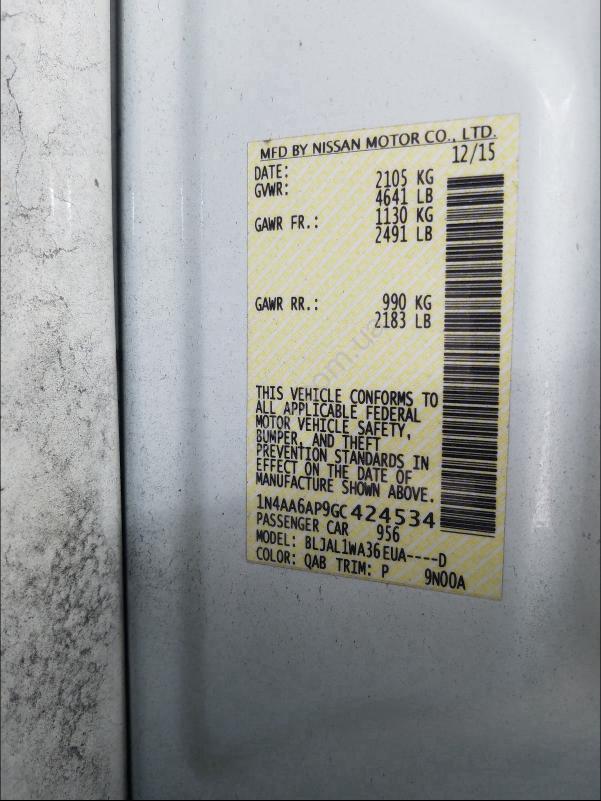 MFD BY NISSAN MOTOR CO., LTD.
DATE: 12/15
GVWR: 2105 KG
4641 LB
GAWR FR.: 1130 KG
2491 LB
GAWR RR.: 990 KG
2183 LB
THIS VEHICLE CONFORMS TO
ALL APPLICABLE FEDERAL
MOTOR VEHICLE SAFETY,
BUMPER, AND THEFT
PREVENTION STANDARDS IN
EFFECT ON THE DATE OF
MANUFACTURE SHOWN ABOVE.
1N4AA6AP9GC424534
PASSENGER CAR 956
MODEL: BLJAL1WA36EUA----D
COLOR: QAB TRIM: P 9N00A